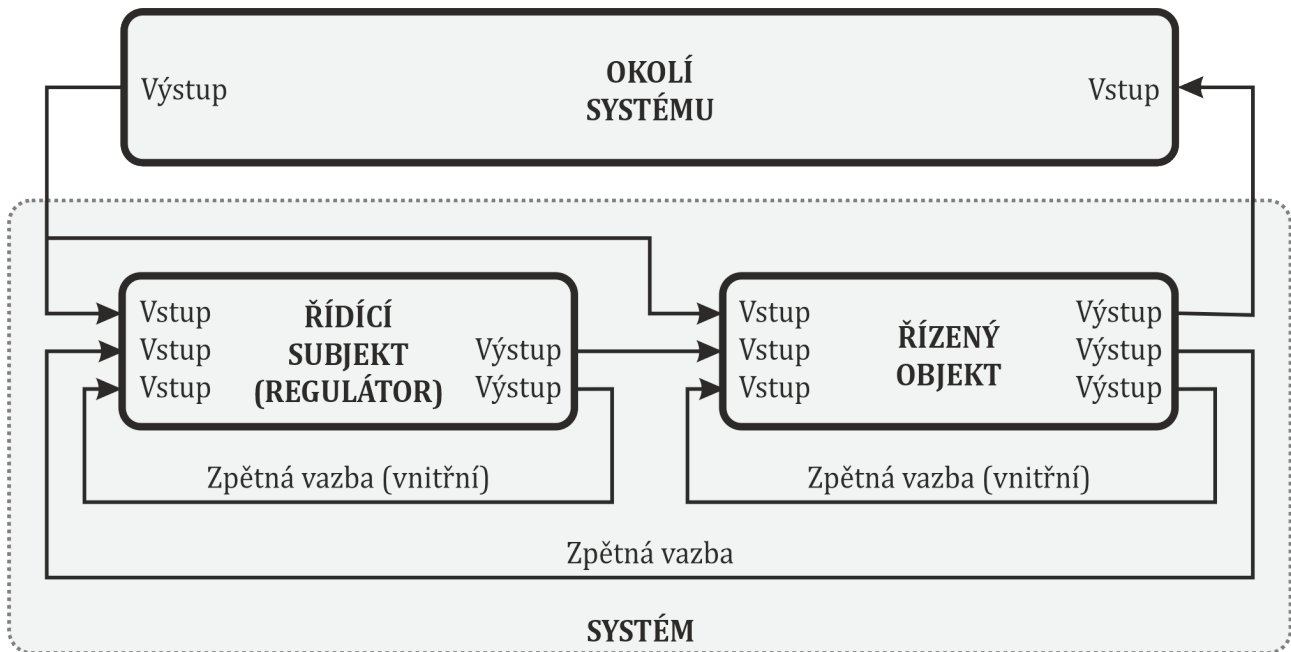 Výstup
OKOLÍ
SYSTÉMU
Vstup
Vstup
Vstup
Vstup
ŘÍDÍCÍ
SUBJEKT
(REGULÁTOR)
Výstup
Výstup
Vstup
Vstup
Vstup
ŘÍZENÝ
OBJEKT
Výstup
Výstup
Výstup
Zpětná vazba (vnitřní)
Zpětná vazba (vnitřní)
Zpětná vazba
SYSTÉM